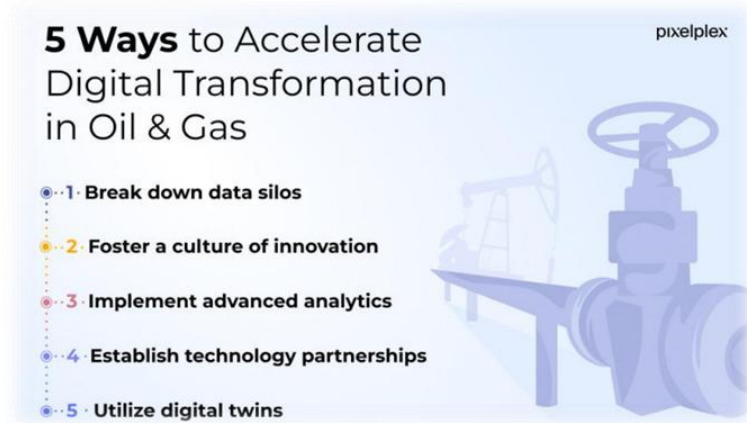 5 Ways to Accelerate
Digital Transformation
in Oil & Gas
pixelplex
1 Break down data silos
2 Foster a culture of innovation
3 Implement advanced analytics
4 Establish technology partnerships
5 Utilize digital twins